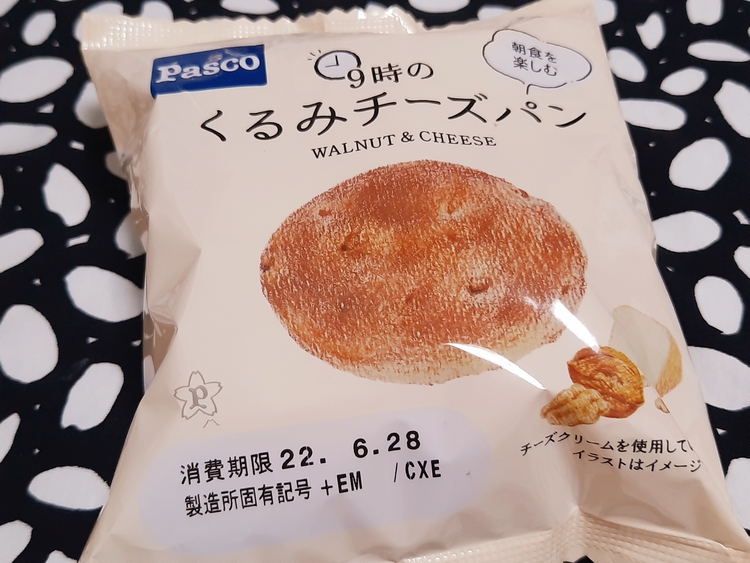 Pasco
9時の
くるみチーズパン
WALNUT & CHEESE
朝食を
楽しむ
P
チーズクリームを使用して
イラストはイメージ
消費期限 22. 6.28
製造所固有記号 +EM /CXE